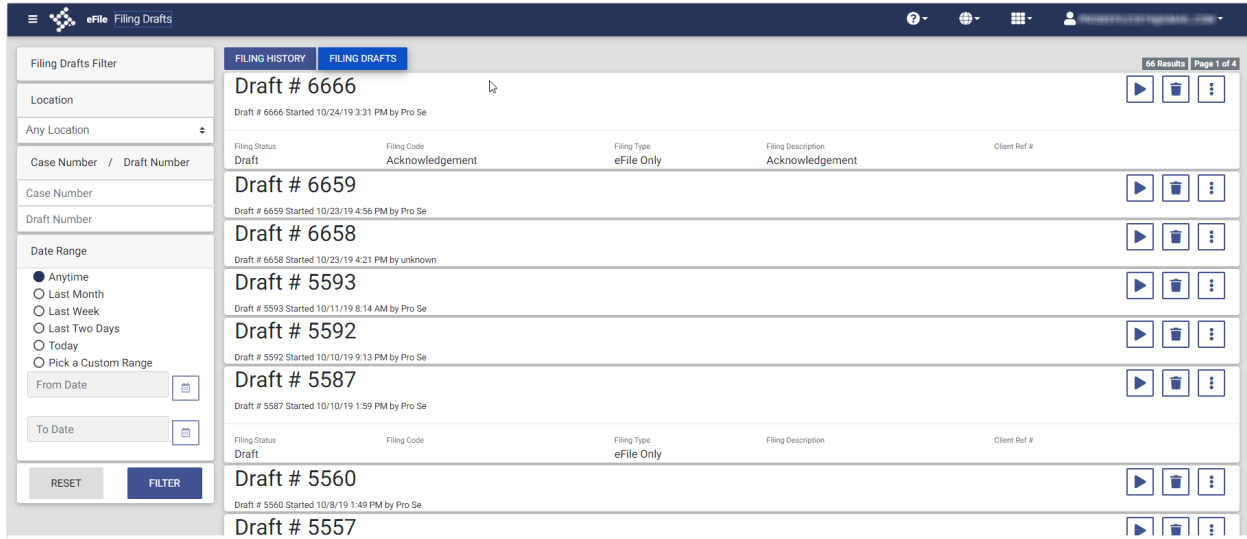 eFile Filing Drafts
Filing Drafts Filter
Location
Any Location
Case Number / Draft Number
Case Number
Draft Number
Date Range
Anytime
Last Month
Last Week
Last Two Days
Today
Pick a Custom Range
From Date
To Date
RESET FILTER
FILING HISTORY FILING DRAFTS
66 Results Page 1 of 4
Draft # 6666
Draft # 6666 Started 10/24/19 3:31 PM by Pro Se
Filing Status Filing Code Filing Type Filing Description Client Ref #
Draft Acknowledgement eFile Only Acknowledgement
Draft # 6659
Draft # 6659 Started 10/23/19 4:56 PM by Pro Se
Draft # 6658
Draft # 6658 Started 10/23/19 4:21 PM by unknown
Draft # 5593
Draft # 5593 Started 10/11/19 8:14 AM by Pro Se
Draft # 5592
Draft # 5592 Started 10/10/19 9:13 PM by Pro Se
Draft # 5587
Draft # 5587 Started 10/10/19 1:59 PM by Pro Se
Filing Status Filing Code Filing Type Filing Description Client Ref #
Draft eFile Only
Draft # 5560
Draft # 5560 Started 10/8/19 1:49 PM by Pro Se
Draft # 5557